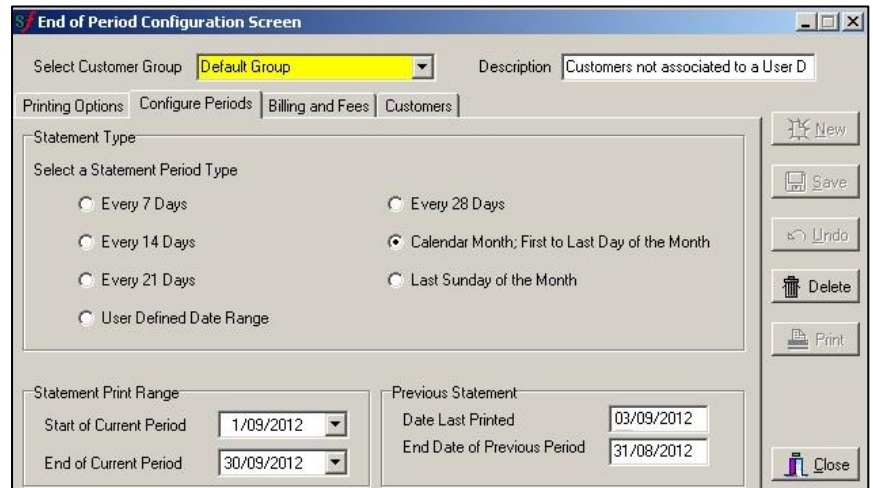 Sf End of Period Configuration Screen
Select Customer Group Default Group Description Customers not associated to a User D
Printing Options Configure Periods Billing and Fees Customers
New
Statement Type
Select a Statement Period Type
Save
Every 7 Days Every 28 Days
Every 14 Days Calendar Month; First to Last Day of the Month Undo
Every 21 Days Last Sunday of the Month Delete
User Defined Date Range
Print
Statement Print Range Previous Statement
Start of Current Period 1/09/2012 Date Last Printed 03/09/2012
End of Current Period 30/09/2012 End Date of Previous Period 31/08/2012 Close